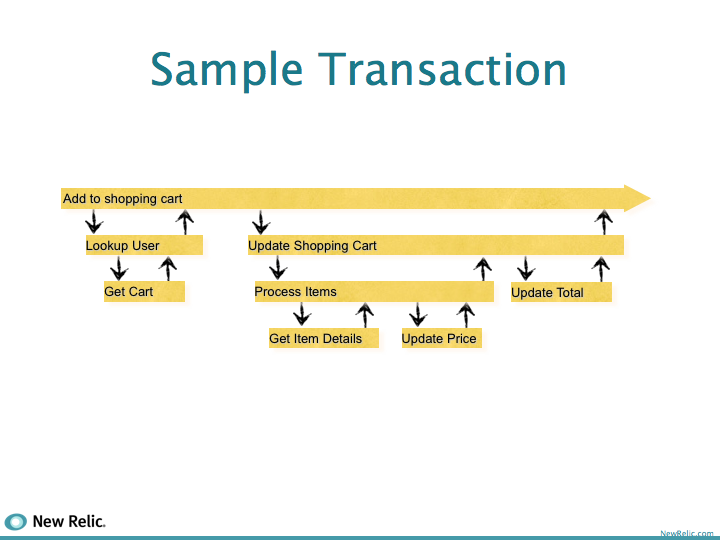 Sample Transaction
Add to shopping cart
Lookup User
Update Shopping Cart
Get Cart
Process Items
Update Total
Get Item Details
Update Price
New Relic.
NewRelic.com